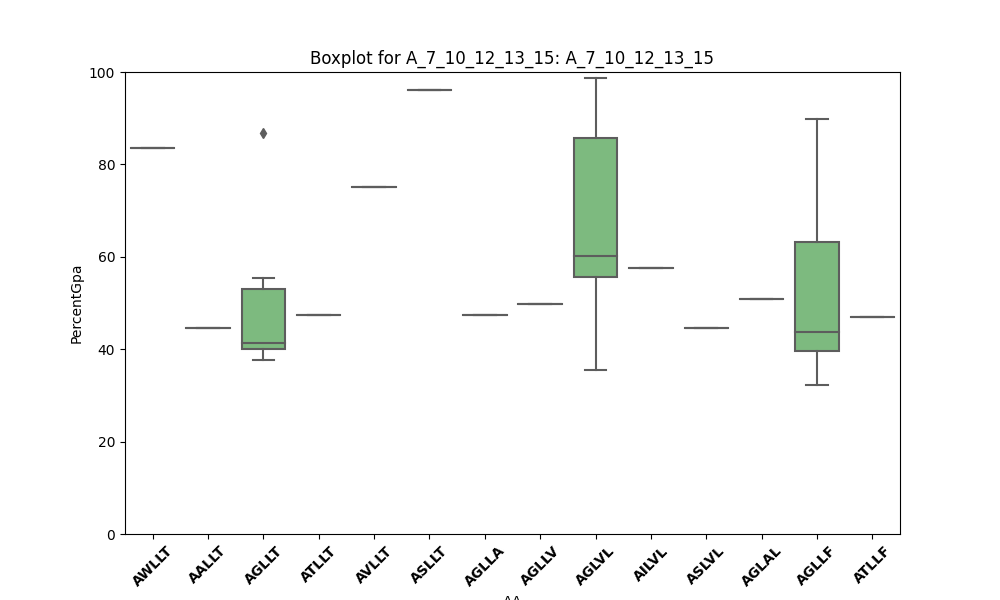 Boxplot for A_7_10_12_13_15: A_7_10_12_13_15
100
80
60
40
20
0
PercentGpa
AWLLT
AALLT
AGLLT
ATLLT
AVLLT
ASLLT
AGLLA
AGLLV
AGLVL
AILVL
ASLVL
AGLAL
AGLLF
ATLLF